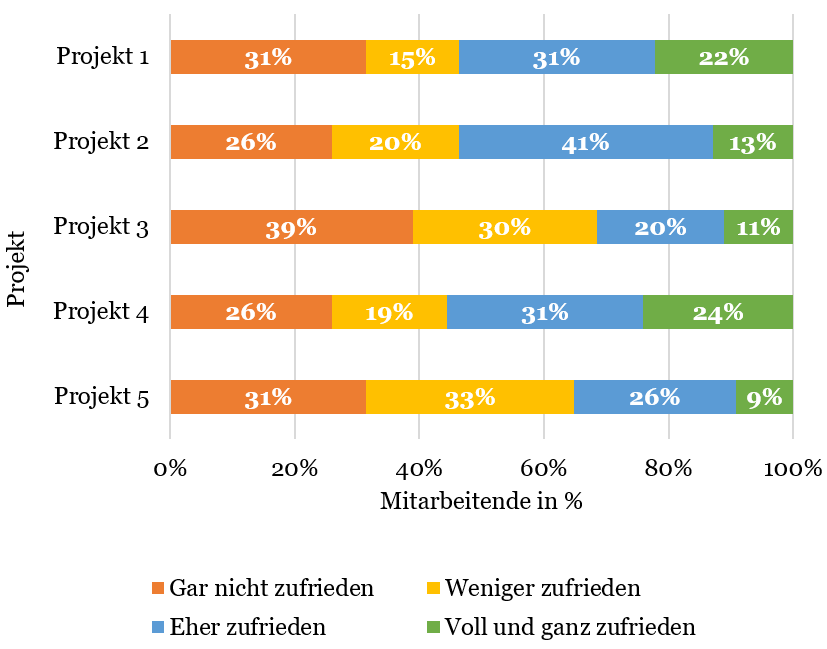 Projekt 1
31% 15% 31% 22%
Projekt 2
26% 20% 41% 13%
Projekt 3
39% 30% 20% 11%
Projekt 4
26% 19% 31% 24%
Projekt 5
31% 33% 26% 9%
Projekt
0% 20% 40% 60% 80% 100%
Mitarbeitende in %
Gar nicht zufrieden Weniger zufrieden
Eher zufrieden Voll und ganz zufrieden